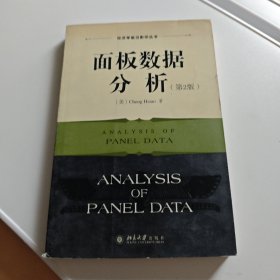 面板数据
分析（第2版）
［美］Cheng Hsiao 著
ANALYSIS OF
PANEL DATA
ANALYSIS
OF
PANEL DATA
北京大学出版社